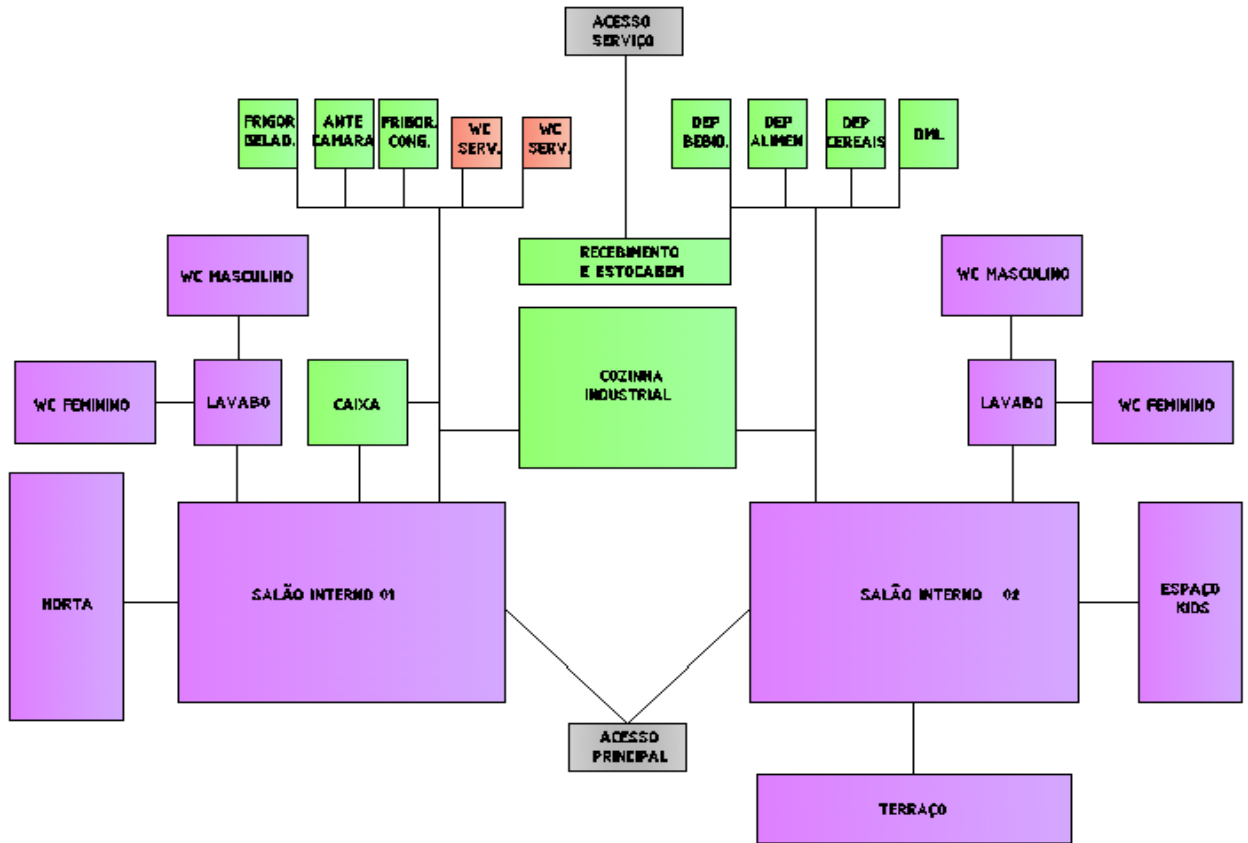 ACESSO
SERVIÇO
FRIGOR
GELAD.
ANTE
CAMARA
FRIGOR.
CONG.
WC
SERV.
WC
SERV.
DEP
BEBID.
DEP
ALIMEN
DEP
CEREAIS
DML
RECEBIMENTO
E ESTOCAGEM
WC MASCULINO
WC MASCULINO
COZINHA
INDUSTRIAL
WC FEMININO
LAVABO
CAIXA
LAVABO
WC FEMININO
HORTA
SALÃO INTERNO 01
SALÃO INTERNO 02
ESPAÇO
KIDS
ACESSO
PRINCIPAL
TERRAÇO